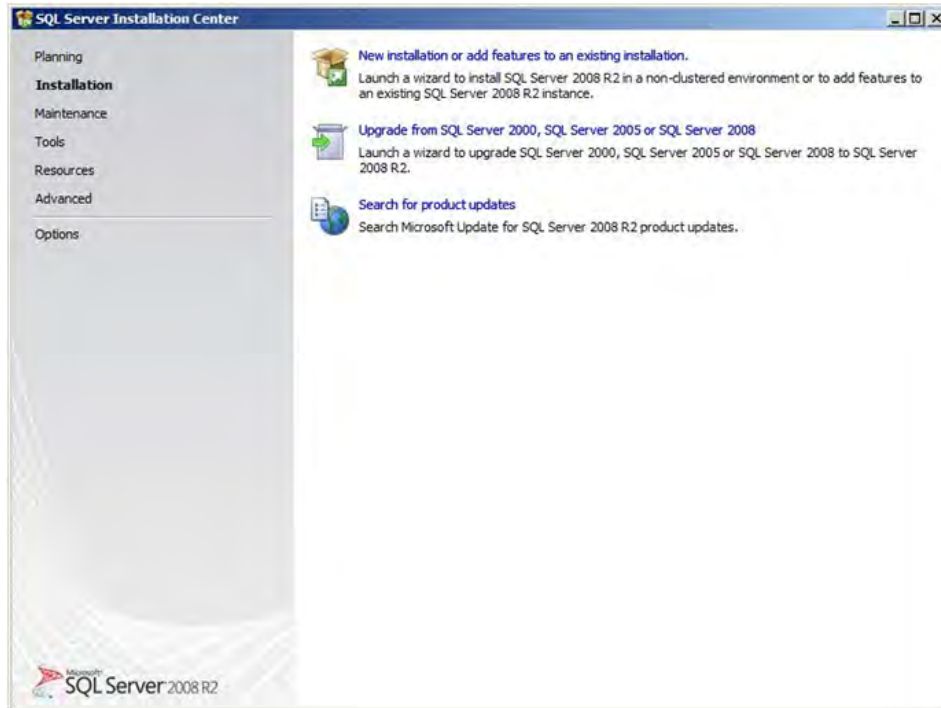 SQL Server Installation Center
Planning
Installation
Maintenance
Tools
Resources
Advanced
Options
New installation or add features to an existing installation.
Launch a wizard to install SQL Server 2008 R2 in a non-clustered environment or to add features to
an existing SQL Server 2008 R2 instance.
Upgrade from SQL Server 2000, SQL Server 2005 or SQL Server 2008
Launch a wizard to upgrade SQL Server 2000, SQL Server 2005 or SQL Server 2008 to SQL Server
2008 R2.
Search for product updates
Search Microsoft Update for SQL Server 2008 R2 product updates.
Microsoft
SQL Server 2008 R2